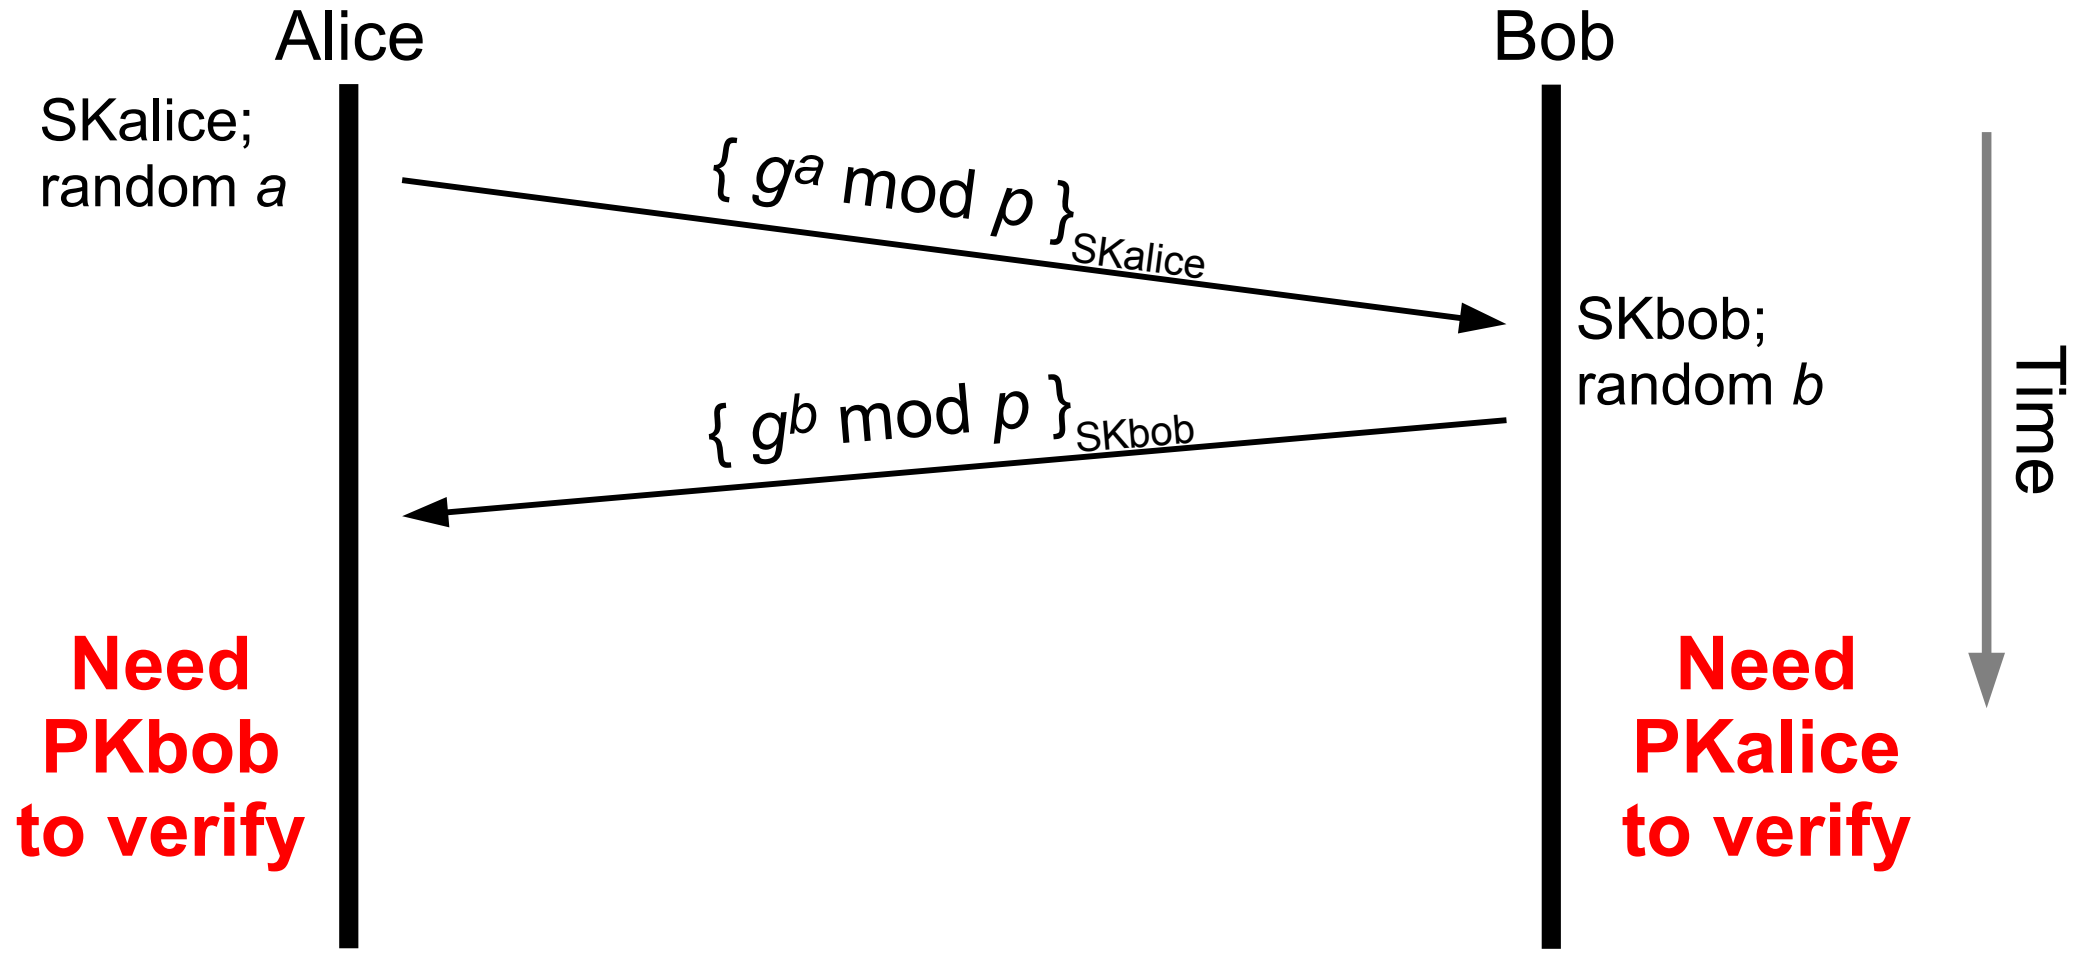 Alice
Bob
SKalice;
random a
{ gᵃ mod p }SKalice
SKbob;
random b
{ gᵇ mod p }SKbob
Time
Need
PKbob
to verify
Need
PKalice
to verify